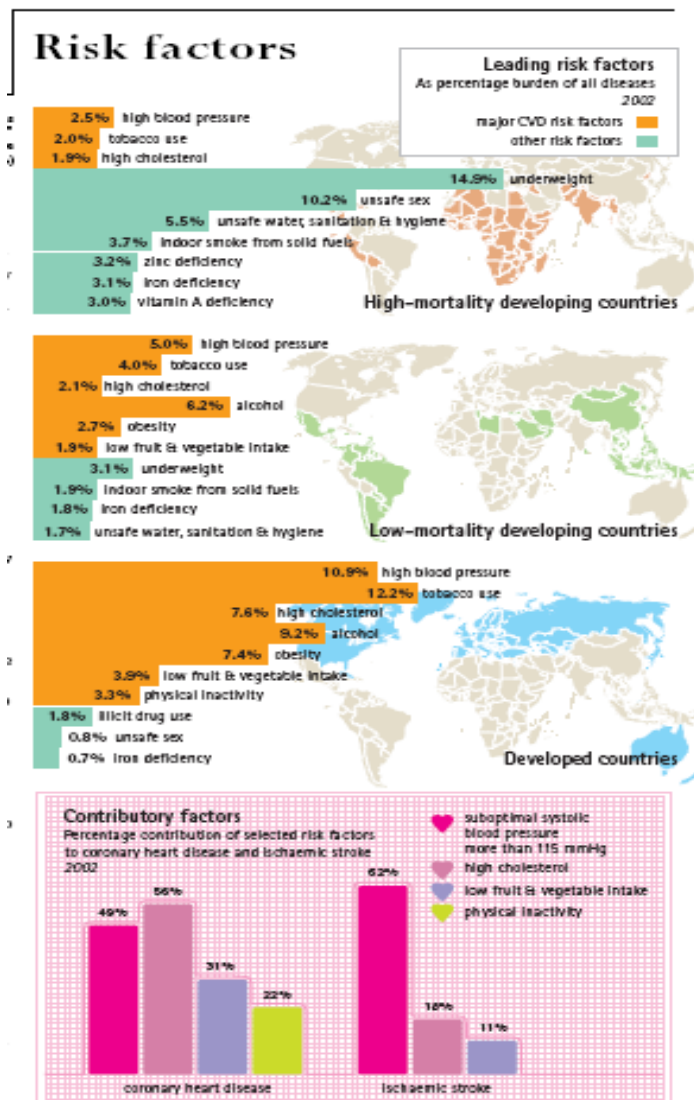 Risk factors
Leading risk factors
As percentage burden of all diseases
2002
major CVD risk factors
other risk factors
2.5% high blood pressure
2.0% tobacco use
1.9% high cholesterol
14.9% underweight
10.2% unsafe sex
5.5% unsafe water, sanitation & hygiene
3.7% indoor smoke from solid fuels
3.2% zinc deficiency
3.1% iron deficiency
3.0% vitamin A deficiency
High-mortality developing countries
5.0% high blood pressure
4.0% tobacco use
2.1% high cholesterol
6.2% alcohol
2.7% obesity
1.9% low fruit & vegetable intake
3.1% underweight
1.9% indoor smoke from solid fuels
1.8% iron deficiency
1.7% unsafe water, sanitation & hygiene
Low-mortality developing countries
10.9% high blood pressure
12.2% tobacco use
7.6% high cholesterol
9.2% alcohol
7.4% obesity
3.9% low fruit & vegetable intake
3.3% physical inactivity
1.8% illicit drug use
0.8% unsafe sex
0.7% iron deficiency
Developed countries
Contributory factors
Percentage contribution of selected risk factors
to coronary heart disease and ischaemic stroke
2002
suboptimal systolic
blood pressure
more than 115 mmHg
high cholesterol
low fruit & vegetable intake
physical inactivity
49%
56%
31%
22%
62%
18%
11%
coronary heart disease
ischaemic stroke